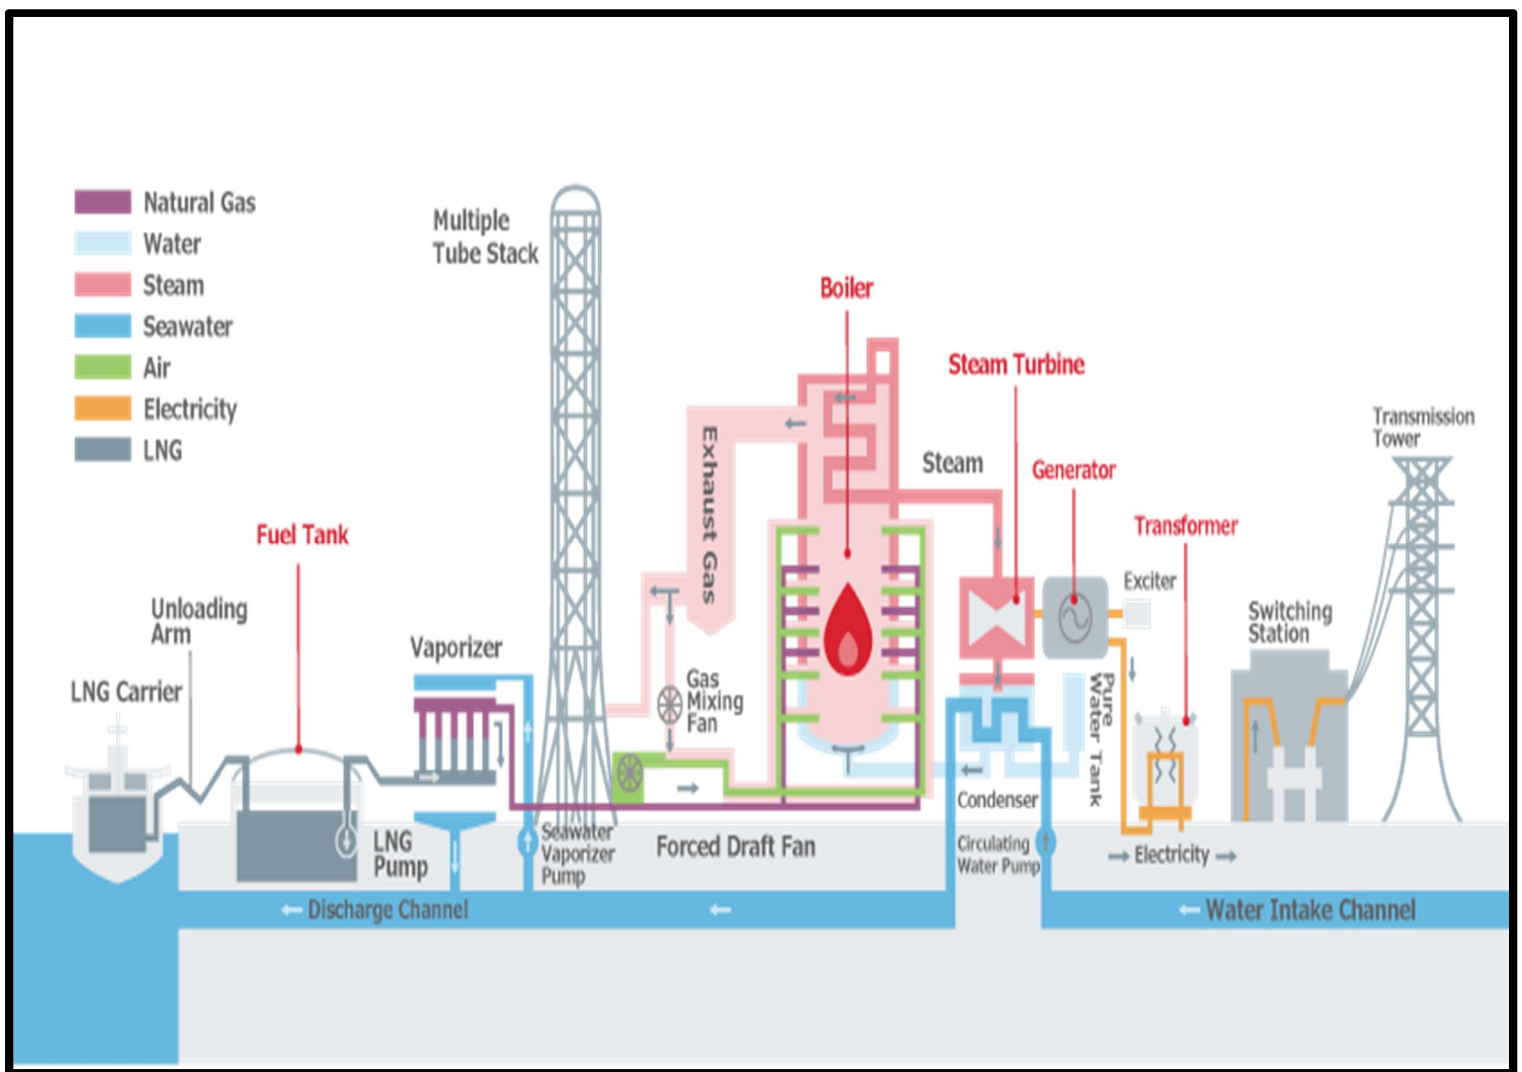 Natural Gas
Water
Steam
Seawater
Air
Electricity
LNG
Multiple
Tube Stack
Boiler
Steam Turbine
Transmission
Tower
Exhaust Gas
Steam
Generator
Fuel Tank
Transformer
Exciter
Unloading
Arm
Switching
Station
Vaporizer
LNG Carrier
Gas
Mixing
Fan
Pure
Water Tank
Condenser
LNG
Pump
Seawater
Vaporizer
Pump
Forced Draft Fan
Circulating
Water Pump
Electricity
Discharge Channel
Water Intake Channel